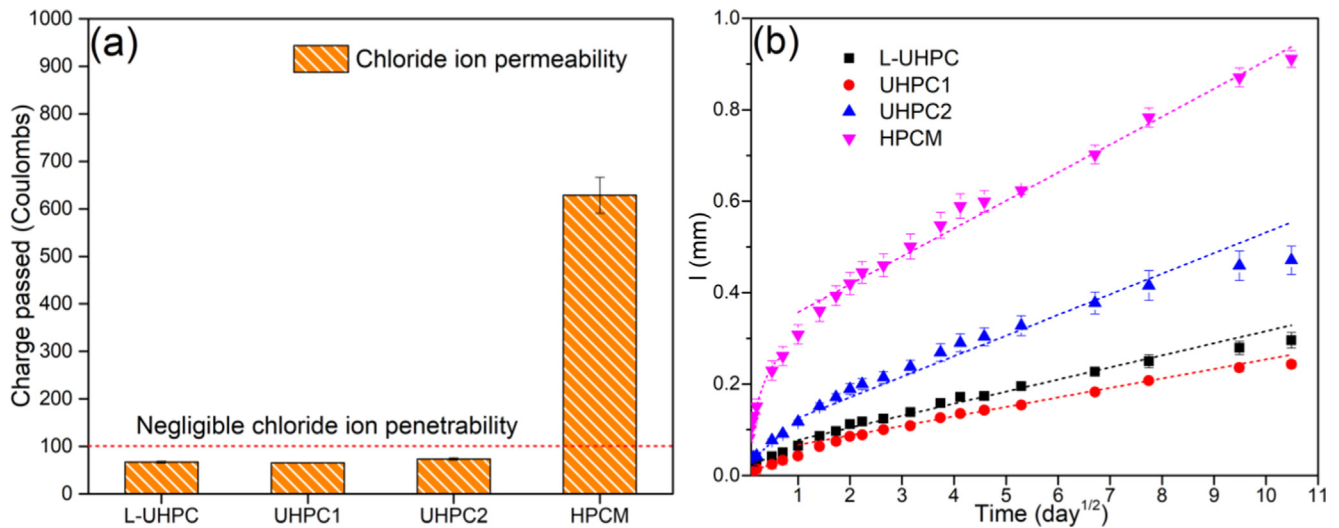 (a)
Chloride ion permeability
Charge passed (Coulombs)
1000
900
800
700
600
500
400
300
200
100
0
Negligible chloride ion penetrability
L-UHPC UHPC1 UHPC2 HPCM
(b)
L-UHPC
UHPC1
UHPC2
HPCM
I (mm)
1.0
0.8
0.6
0.4
0.2
0.0
1 2 3 4 5 6 7 8 9 10 11
Time (day1/2)